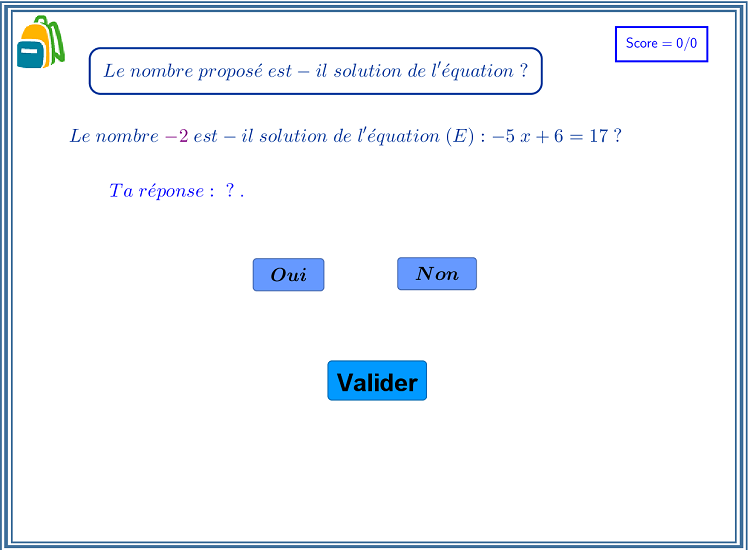 Score = 0/0
Le nombre proposé est – il solution de l'équation ?
Le nombre −2 est – il solution de l'équation (E) : −5 x + 6 = 17 ?
Ta réponse : ? .
Oui
Non
Valider